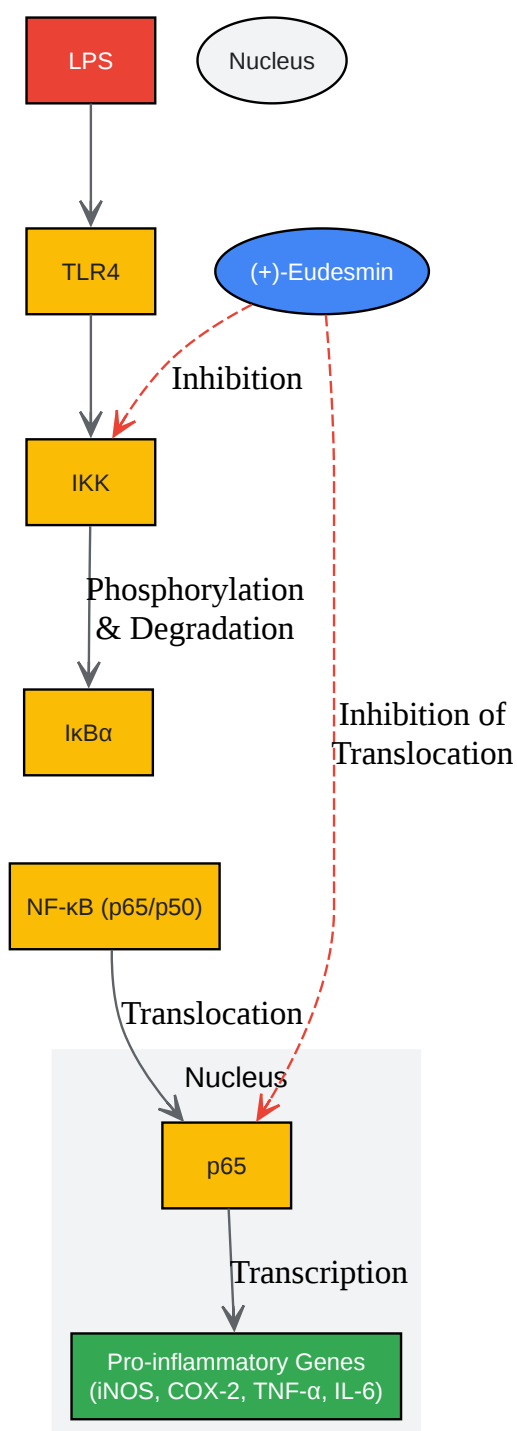 LPS
Nucleus
TLR4
(+)-Eudesmin
Inhibition
IKK
Phosphorylation
& Degradation
IκBα
Inhibition of
Translocation
NF-κB (p65/p50)
Translocation
Nucleus
p65
Transcription
Pro-inflammatory Genes
(iNOS, COX-2, TNF-α, IL-6)